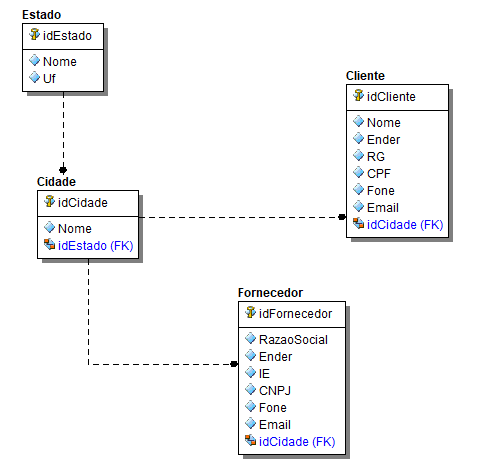 Estado
idEstado
Nome
Uf
Cliente
idCliente
Nome
Ender
RG
CPF
Fone
Email
idCidade (FK)
Cidade
idCidade
Nome
idEstado (FK)
Fornecedor
idFornecedor
RazaoSocial
Ender
IE
CNPJ
Fone
Email
idCidade (FK)